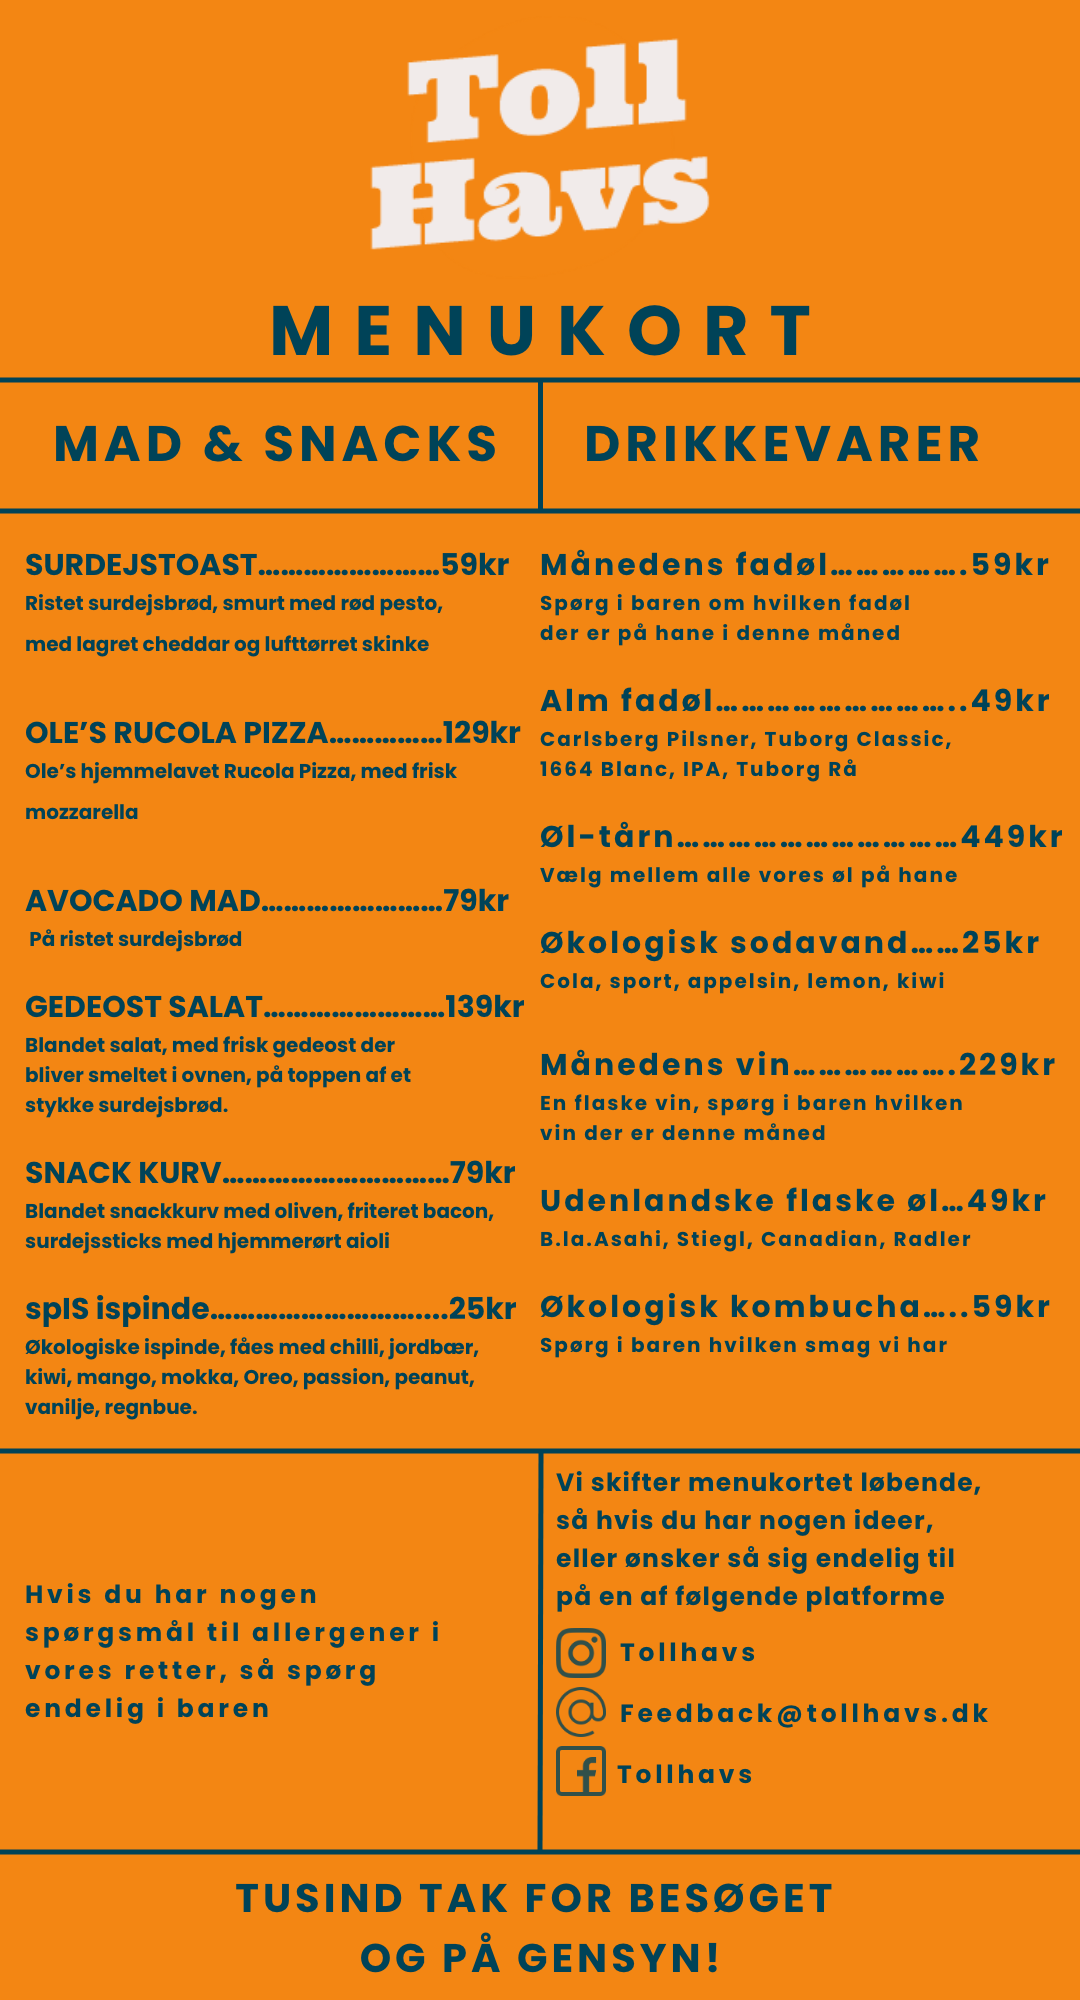 Toll
Havs
MENUKORT
MAD & SNACKS
SURDEJSTOAST........................59kr
Ristet surdejsbrød, smurt med rød pesto,
med lagret cheddar og lufttørret skinke
OLE’S RUCOLA PIZZA...............129kr
Ole’s hjemmelavet Rucola Pizza, med frisk
mozzarella
AVOCADO MAD........................79kr
På ristet surdejsbrød
GEDEOST SALAT........................139kr
Blandet salat, med frisk gedeost der
bliver smeltet i ovnen, på toppen af et
stykke surdejsbrød.
SNACK KURV..............................79kr
Blandet snackkurv med oliven, friteret bacon,
surdejssticks med hjemmerørt aioli
spIS ispinde...............................25kr
Økologiske ispinde, fåes med chilli, jordbær,
kiwi, mango, mokka, Oreo, passion, peanut,
vanilje, regnbue.
DRIKKEVARER
Månedens fadøl................59kr
Spørg i baren om hvilken fadøl
der er på hane i denne måned
Alm fadøl.............................49kr
Carlsberg Pilsner, Tuborg Classic,
1664 Blanc, IPA, Tuborg Rå
Øl-tårn.................................449kr
Vælg mellem alle vores øl på hane
Økologisk sodavand......25kr
Cola, sport, appelsin, lemon, kiwi
Månedens vin...................229kr
En flaske vin, spørg i baren hvilken
vin der er denne måned
Udenlandske flaske øl...49kr
B.la.Asahi, Stiegl, Canadian, Radler
Økologisk kombucha.....59kr
Spørg i baren hvilken smag vi har
Hvis du har nogen
spørgsmål til allergener i
vores retter, så spørg
endelig i baren
Vi skifter menukortet løbende,
så hvis du har nogen ideer,
eller ønsker så sig endelig til
på en af følgende platforme
Tollhavs
Feedback@tollhavs.dk
Tollhavs
TUSIND TAK FOR BESØGET
OG PÅ GENSYN!